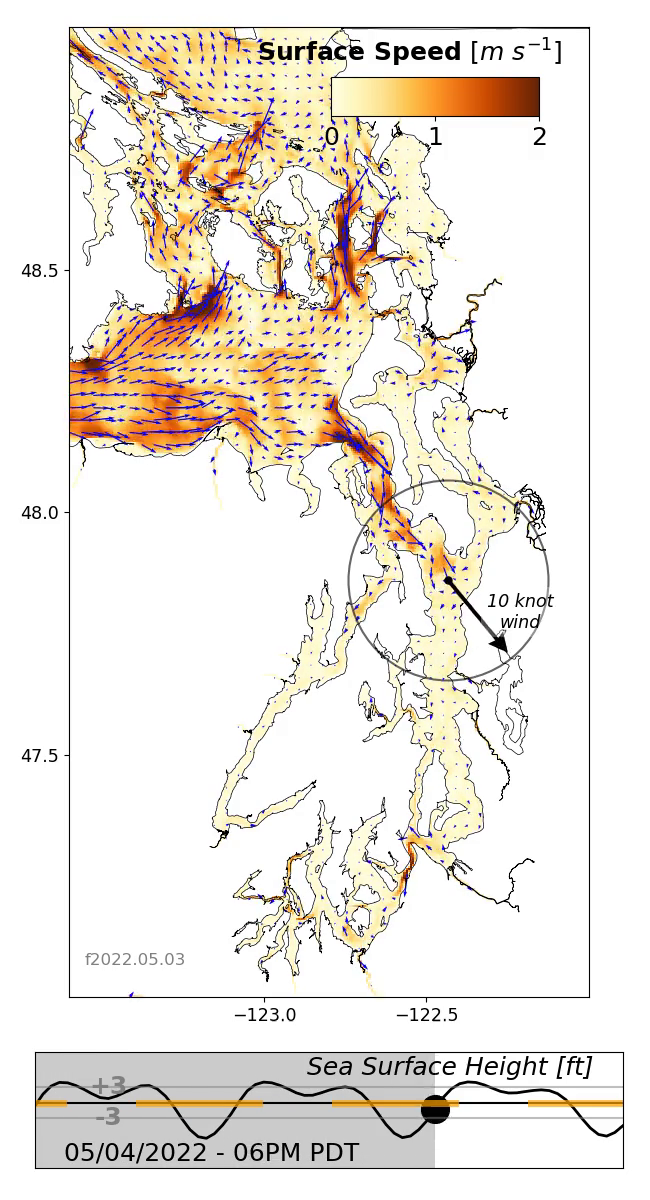 Surface Speed [m s⁻¹]
0 1 2
48.5
48.0
47.5
10 knot
wind
f2022.05.03
−123.0 −122.5
Sea Surface Height [ft]
+3
-3
05/04/2022 - 06PM PDT